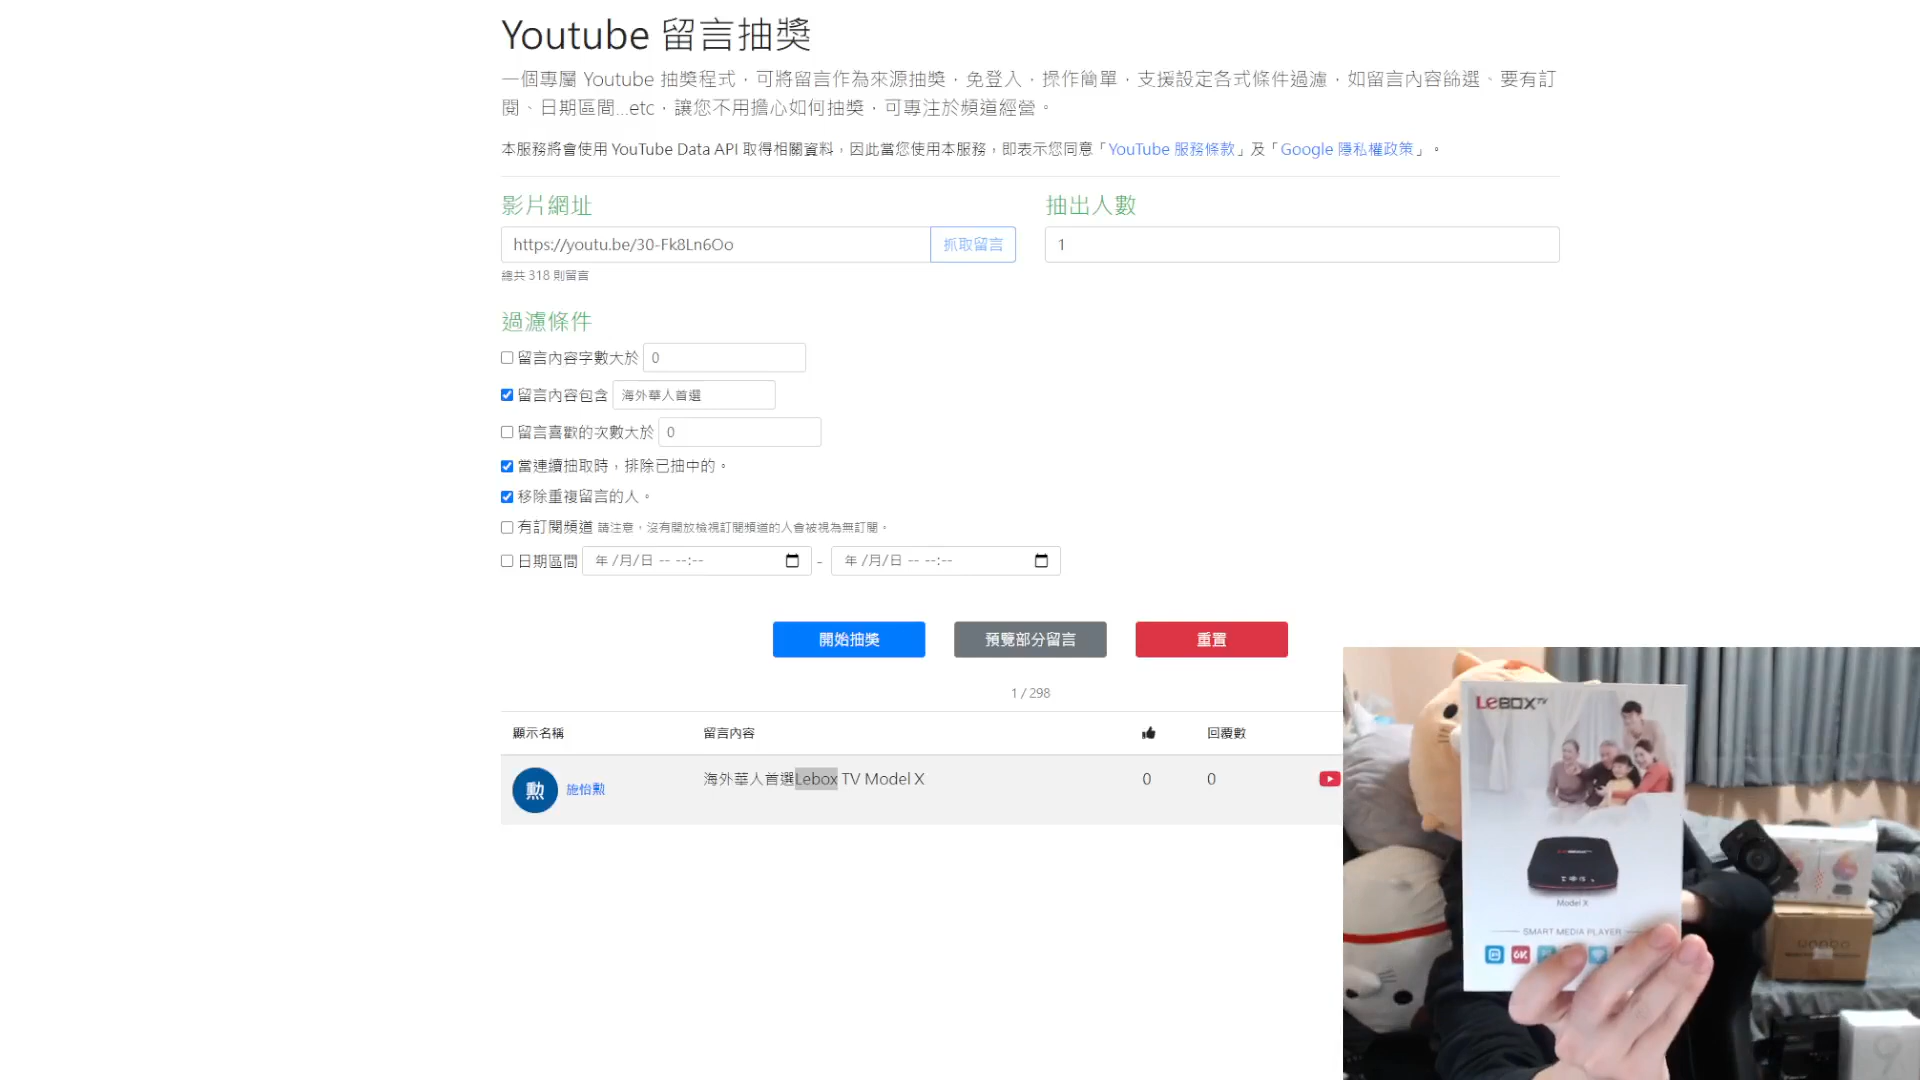 Youtube 留言抽獎
一個專屬 Youtube 抽獎程式，可將留言作為來源抽獎，免登入，操作簡單，支援設定各式條件過濾，如留言內容篩選、要有訂
閱、日期區間...etc，讓您不用擔心如何抽獎，可專注於頻道經營。
本服務將會使用 YouTube Data API 取得相關資料，因此當您使用本服務，即表示您同意「YouTube 服務條款」及「Google 隱私權政策」。
影片網址
抽出人數
https://youtu.be/30-Fk8Ln6Oo
抓取留言
1
總共 318 則留言
過濾條件
留言內容字數大於 0
留言內容包含 海外華人首選
留言喜歡的次數大於 0
當連續抽取時，排除已抽中的。
移除重複留言的人。
有訂閱頻道 請注意，沒有開放檢視訂閱頻道的人會被視為無訂閱。
日期區間 年 /月/日 -- --:-- - 年 /月/日 -- --:--
開始抽獎
預覽部分留言
重置
1 / 298
顯示名稱
留言內容
回覆數
勳
施怡勳
海外華人首選Lebox TV Model X
0
0
LEBOX TV
Model X
SMART MEDIA PLAYER
6K